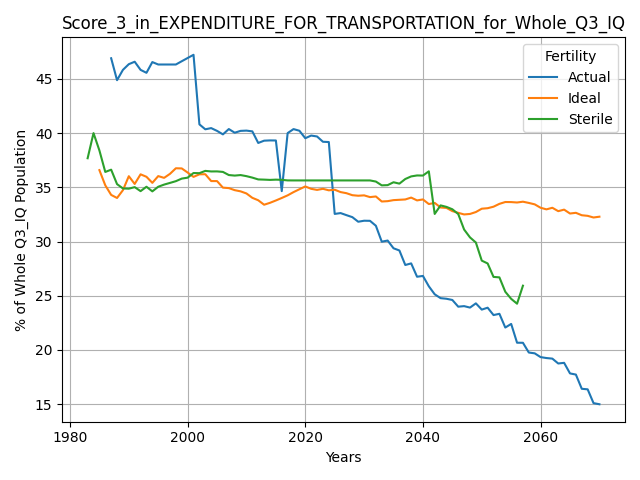 Score_3_in_EXPENDITURE_FOR_TRANSPORTATION_for_Whole_Q3_IQ
Fertility
Actual
Ideal
Sterile
% of Whole Q3_IQ Population
45
40
35
30
25
20
15
1980
2000
2020
2040
2060
Years